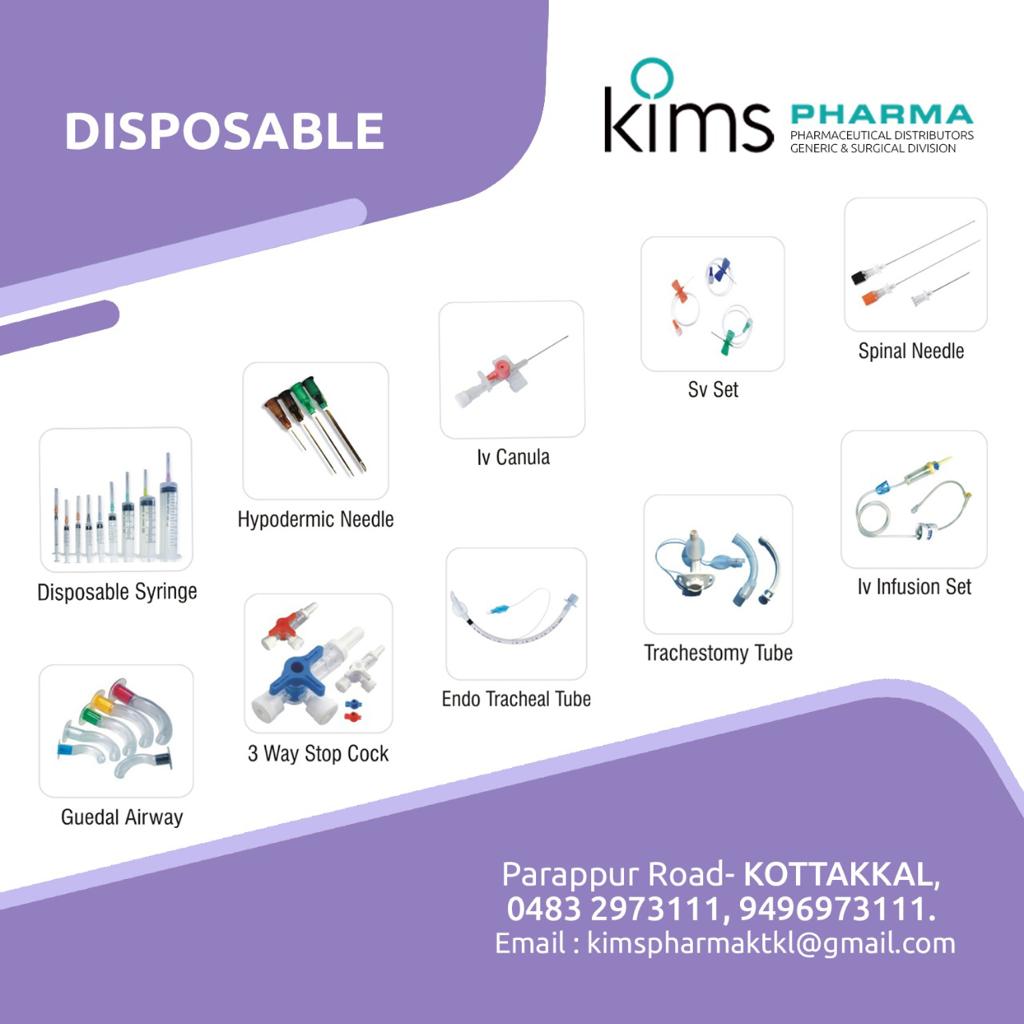 DISPOSABLE
kims PHARMA
PHARMACEUTICAL DISTRIBUTORS
GENERIC & SURGICAL DIVISION
Spinal Needle
Sv Set
Iv Canula
Hypodermic Needle
Disposable Syringe
Iv Infusion Set
Trachestomy Tube
Endo Tracheal Tube
3 Way Stop Cock
Guedal Airway
Parappur Road- KOTTAKKAL,
0483 2973111, 9496973111.
Email : kimspharmaktkl@gmail.com